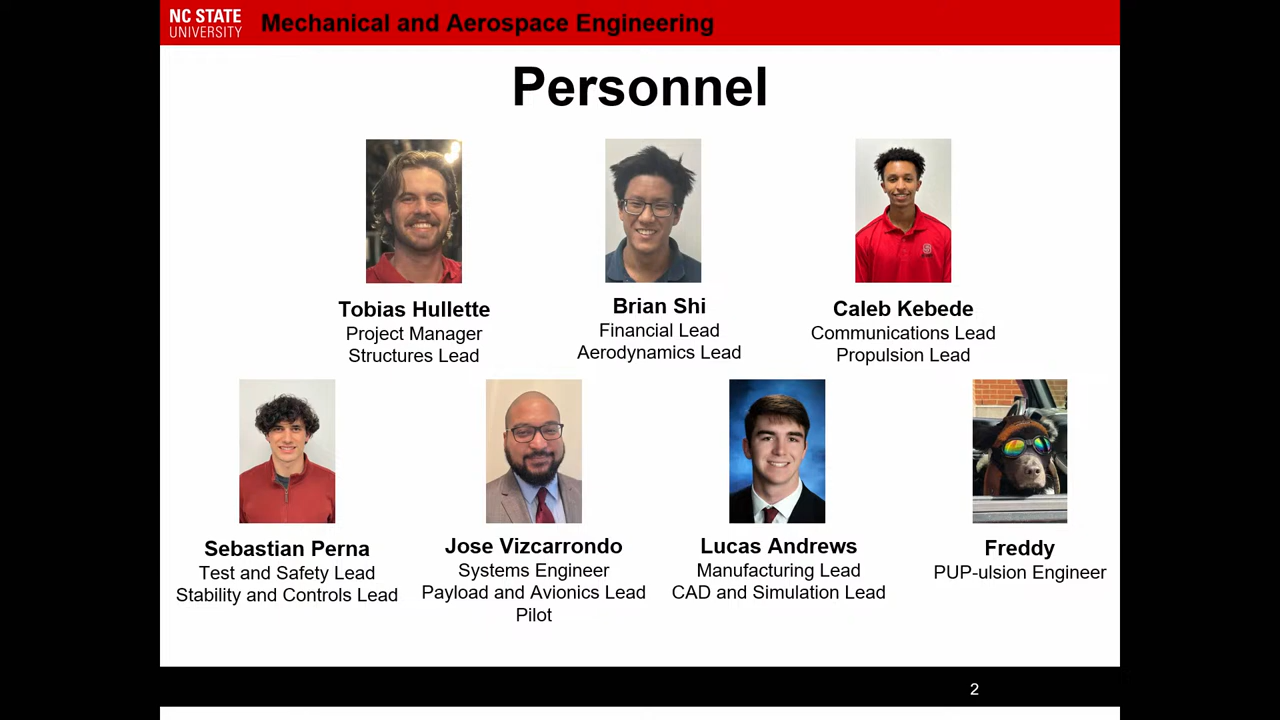 NC STATE
UNIVERSITY
Mechanical and Aerospace Engineering
Personnel
Tobias Hullette
Project Manager
Structures Lead
Brian Shi
Financial Lead
Aerodynamics Lead
Caleb Kebede
Communications Lead
Propulsion Lead
Sebastian Perna
Test and Safety Lead
Stability and Controls Lead
Jose Vizcarrondo
Systems Engineer
Payload and Avionics Lead
Pilot
Lucas Andrews
Manufacturing Lead
CAD and Simulation Lead
Freddy
PUP-ulsion Engineer
2